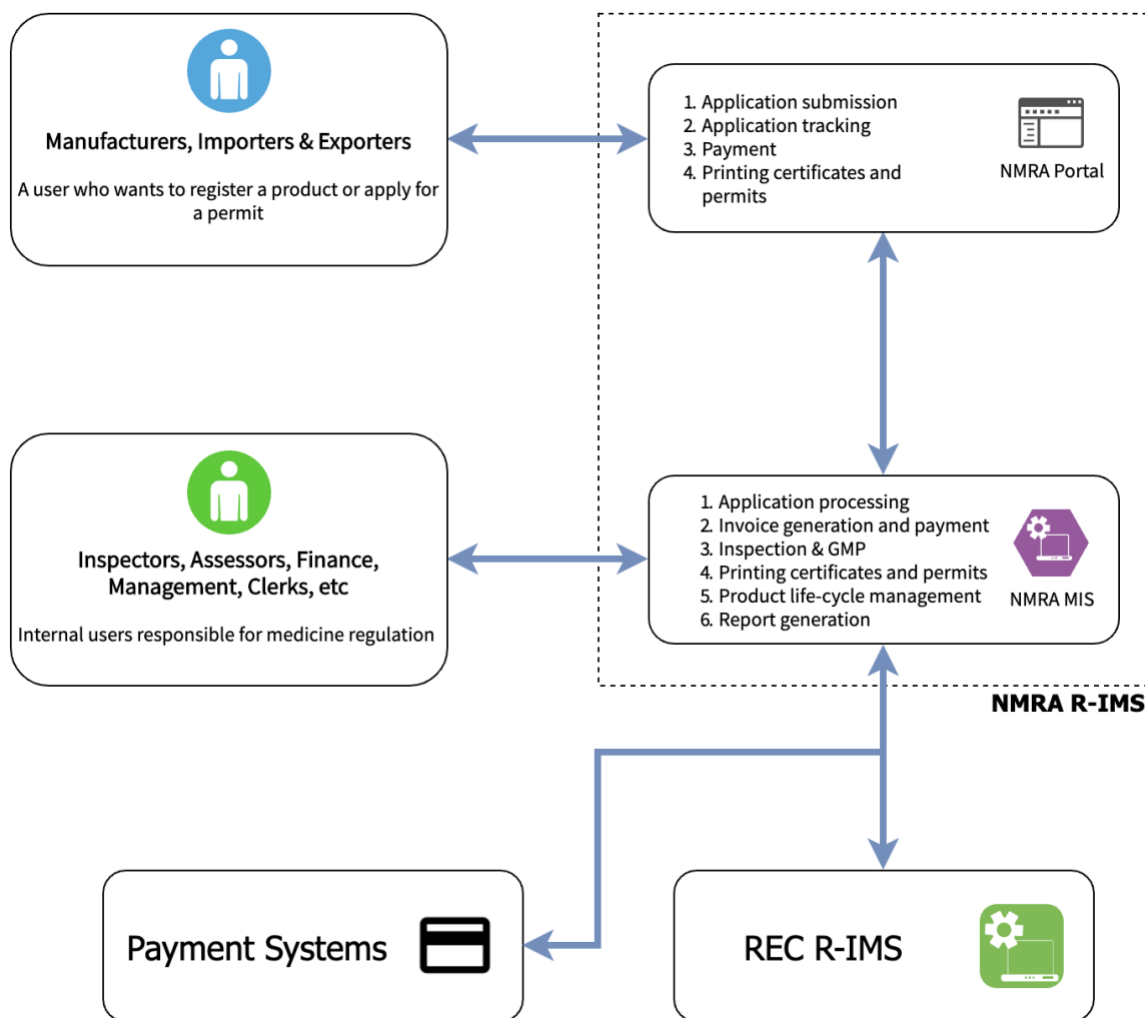 Manufacturers, Importers & Exporters
A user who wants to register a product or apply for
a permit
1. Application submission
2. Application tracking
3. Payment
4. Printing certificates and
permits
NMRA Portal
Inspectors, Assessors, Finance,
Management, Clerks, etc
Internal users responsible for medicine regulation
1. Application processing
2. Invoice generation and payment
3. Inspection & GMP
4. Printing certificates and permits
5. Product life-cycle management
6. Report generation
NMRA MIS
NMRA R-IMS
Payment Systems
REC R-IMS